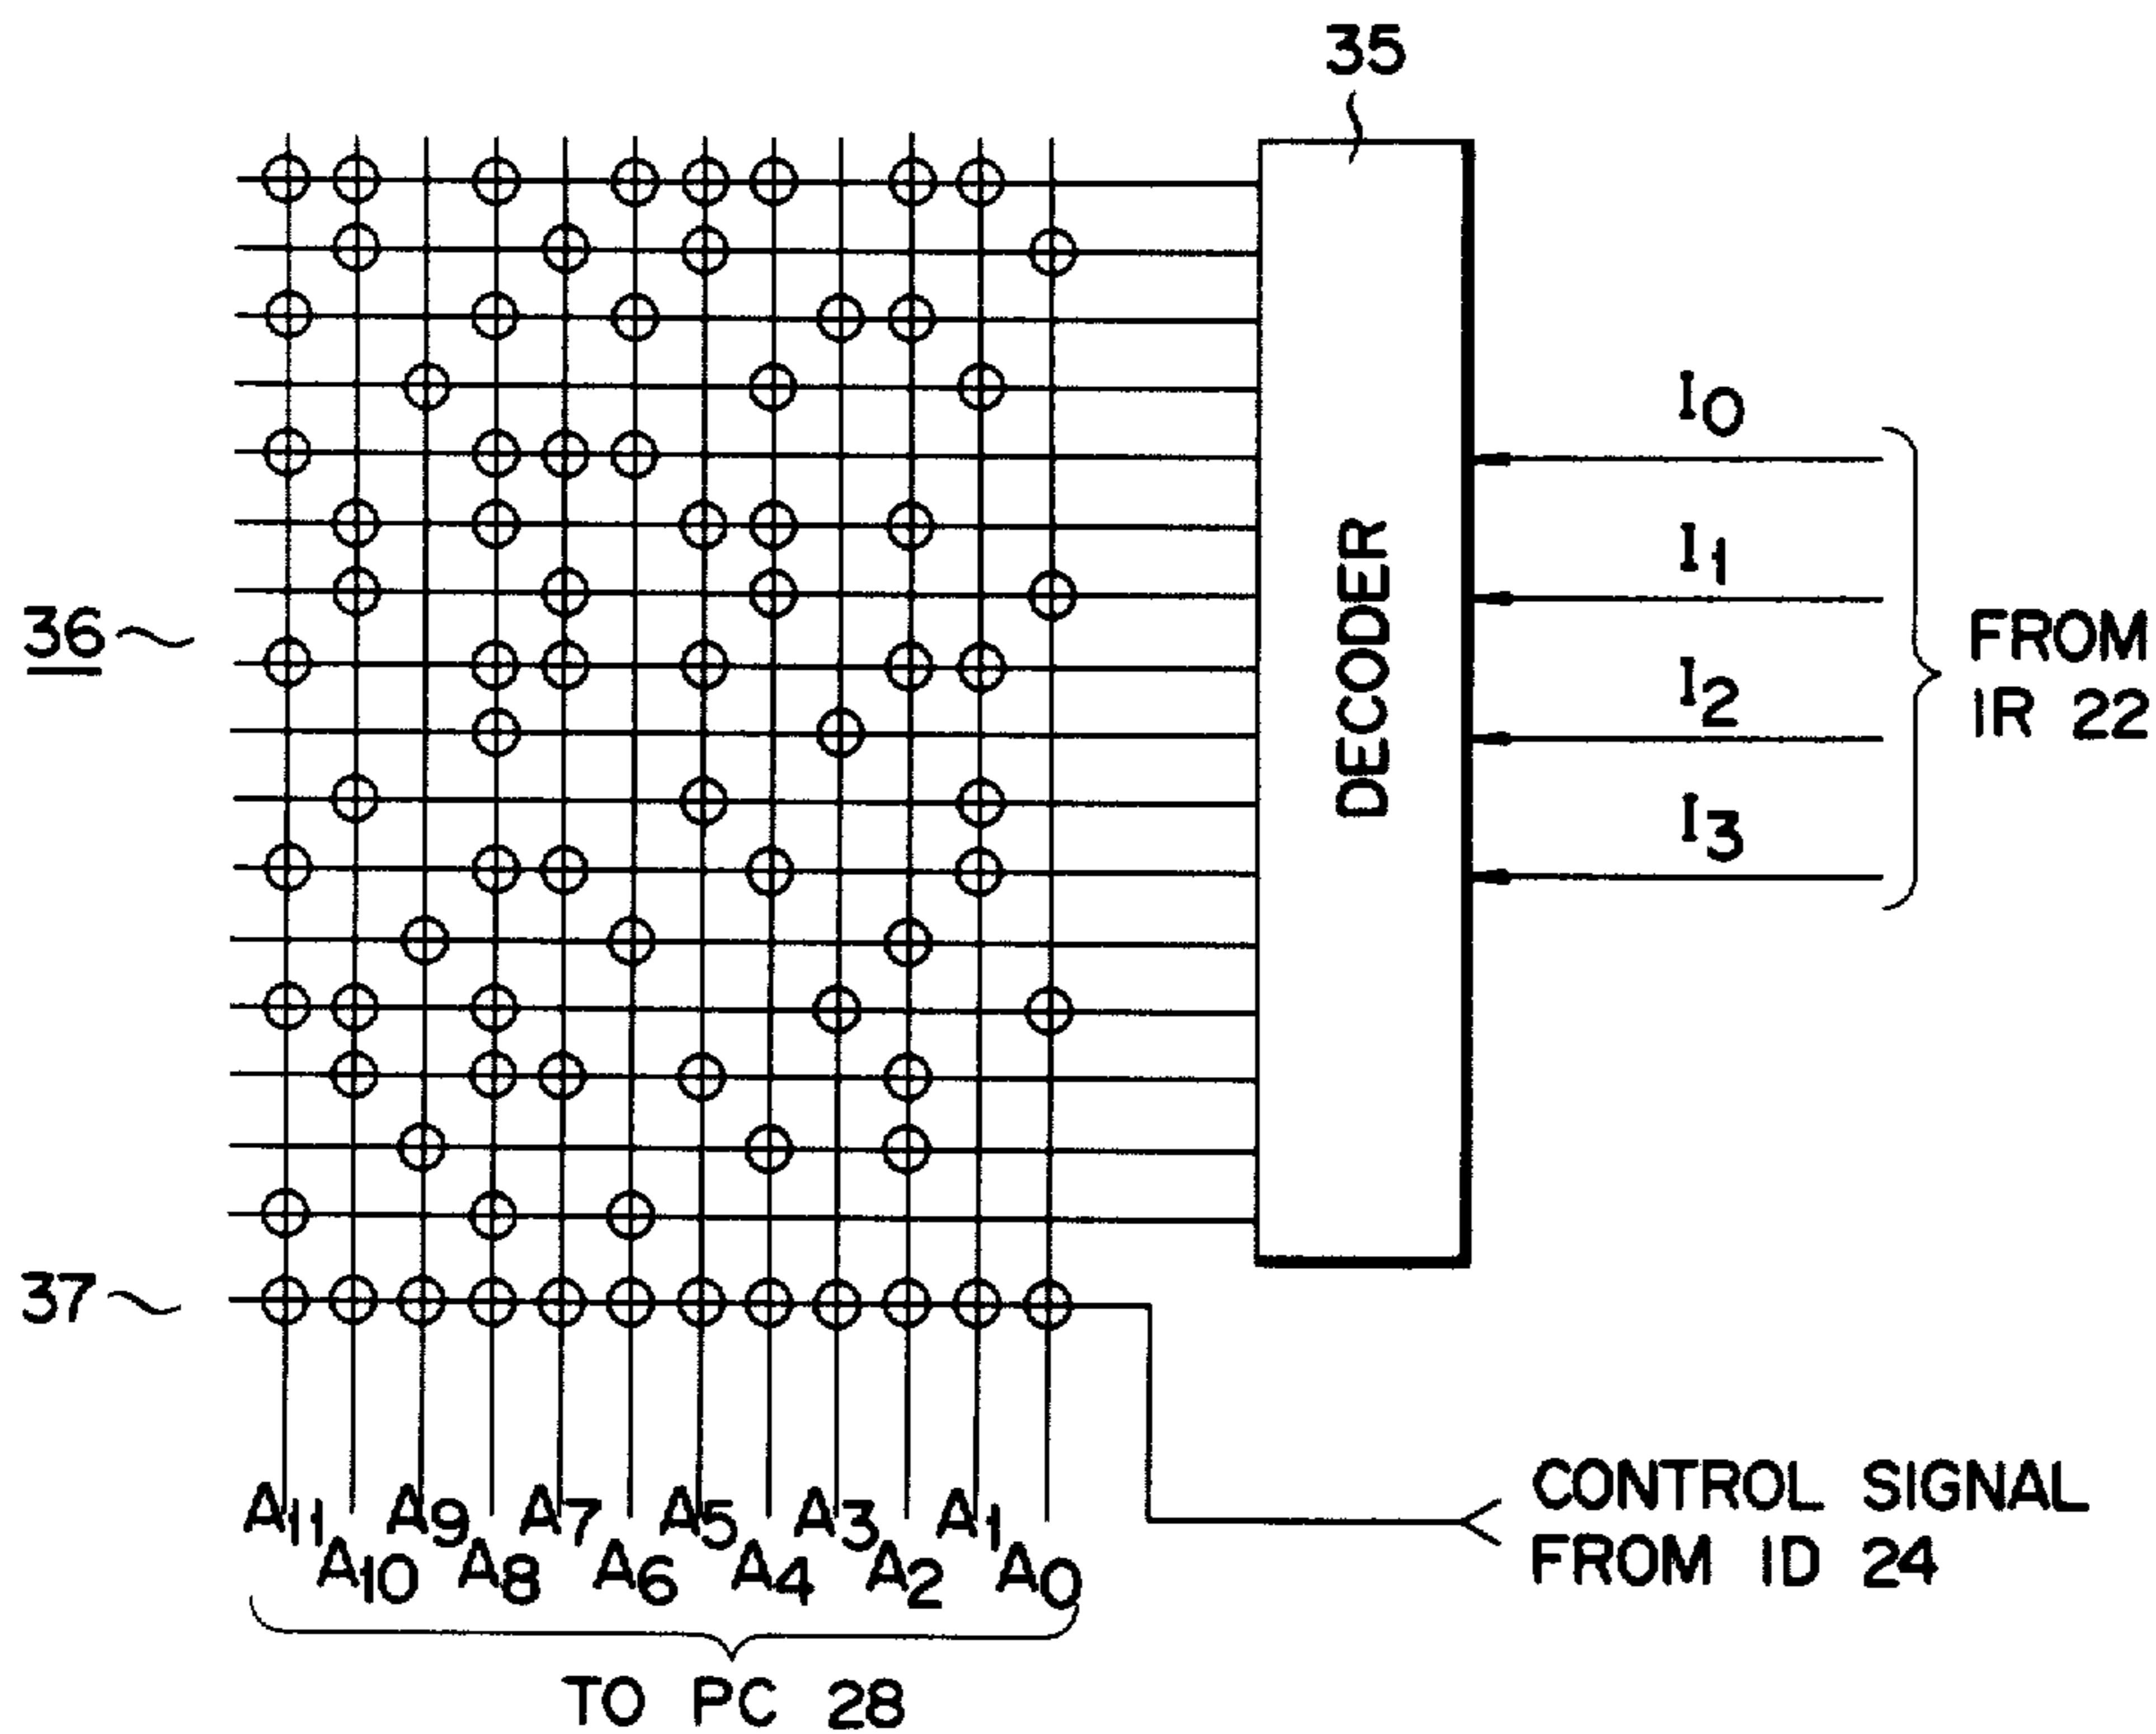 35
I0
I1
FROM
IR 22
I2
I3
DECODER
36
37
A11 A9 A7 A5 A3 A1
A10 A8 A6 A4 A2 A0
CONTROL SIGNAL
FROM ID 24
TO PC 28